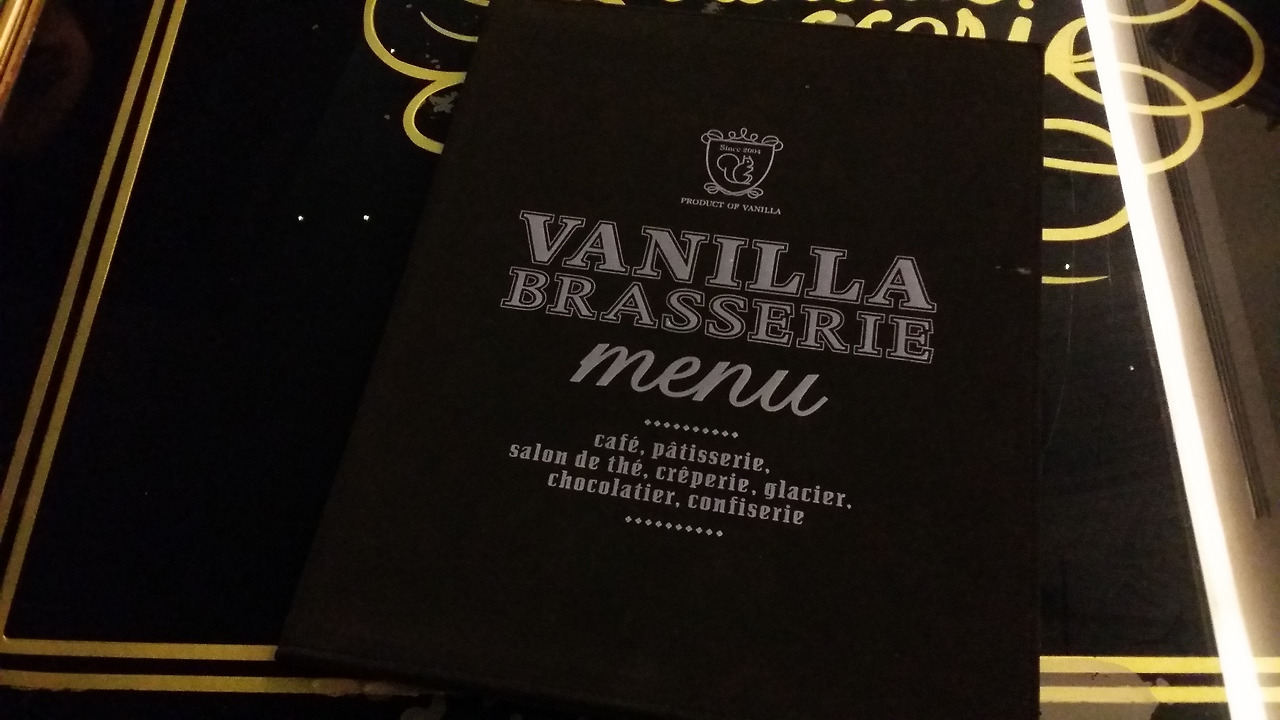 Since 2004
PRODUCT OF VANILLA
VANILLA
BRASSERIE
menu
café, pâtisserie,
salon de thé, crêperie, glacier,
chocolatier, confiserie